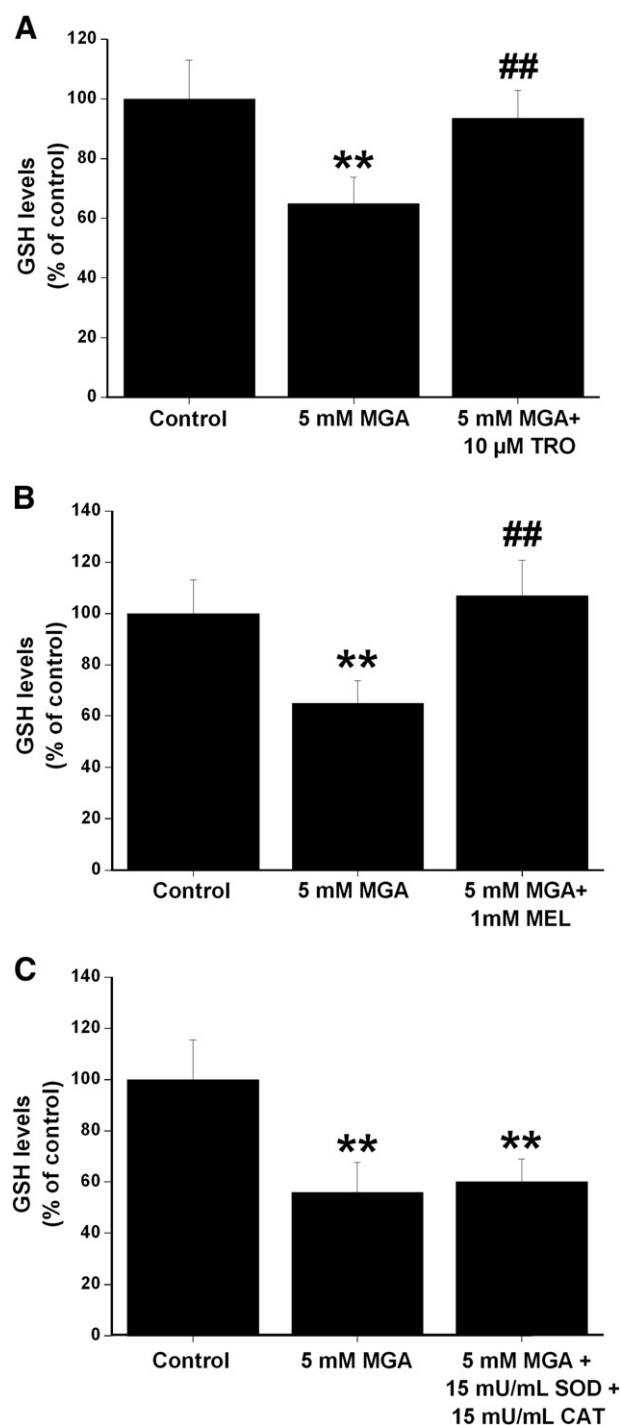 A
GSH levels
(% of control)
120
100
80
60
40
20
0
**
##
Control
5 mM MGA
5 mM MGA+
10 µM TRO
B
GSH levels
(% of control)
140
120
100
80
60
40
20
0
**
##
Control
5 mM MGA
5 mM MGA+
1mM MEL
C
GSH levels
(% of control)
140
120
100
80
60
40
20
0
**
**
Control
5 mM MGA
5 mM MGA +
15 mU/mL SOD +
15 mU/mL CAT